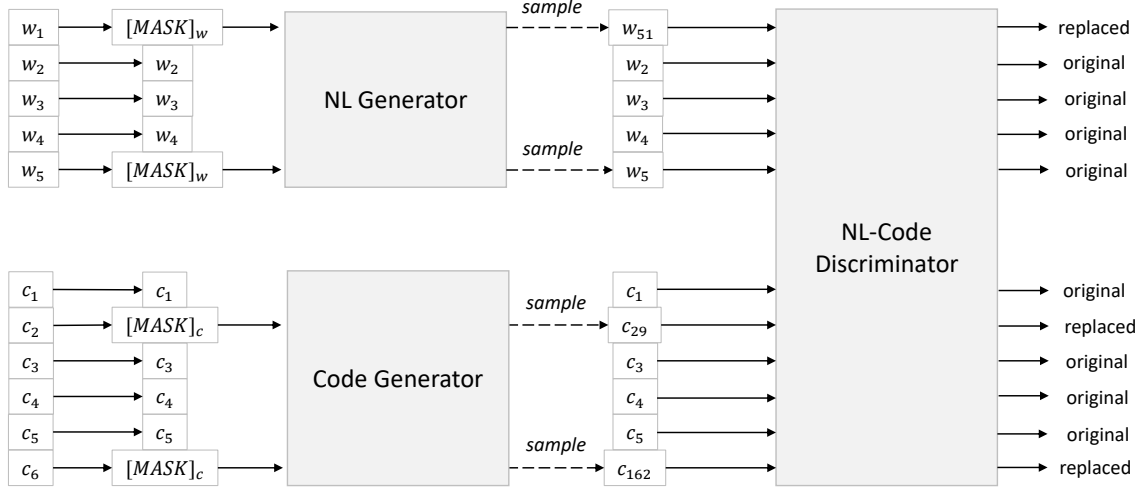 sample
w₁ [MASK]w w₅₁ replaced
w₂ w₂ w₂ original
w₃ w₃ NL Generator w₃ original
w₄ w₄ w₄ original
sample
w₅ [MASK]w w₅ original
NL-Code
Discriminator
c₁ c₁ c₁ original
sample
c₂ [MASK]c c₂₉ replaced
c₃ c₃ c₃ original
Code Generator
c₄ c₄ c₄ original
c₅ c₅ c₅ original
sample
c₆ [MASK]c c₁₆₂ replaced